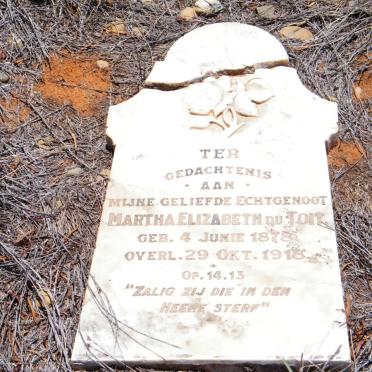 TER
GEDACHTENIS
- AAN -
MIJNE GELIEFDE ECHTGENOOT
MARTHA ELIZABETH DU TOIT
GEB. 4 JUNIE 1878
OVERL. 29 OKT. 1918
OP. 14.13
"ZALIG ZIJ DIE IN DEN
HEERE STERF"